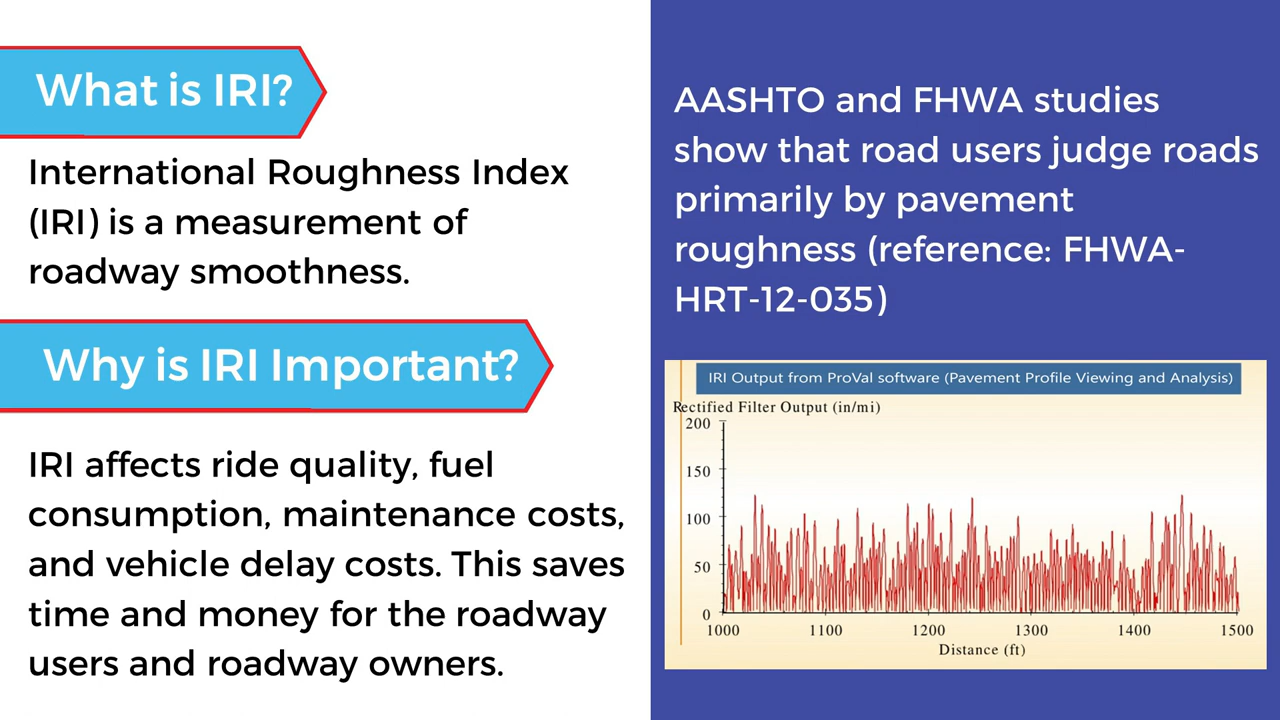 What is IRI?
International Roughness Index
(IRI) is a measurement of
roadway smoothness.
Why is IRI Important?
IRI affects ride quality, fuel
consumption, maintenance costs,
and vehicle delay costs. This saves
time and money for the roadway
users and roadway owners.
AASHTO and FHWA studies
show that road users judge roads
primarily by pavement
roughness (reference: FHWA-
HRT-12-035)
IRI Output from ProVal software (Pavement Profile Viewing and Analysis)
Rectified Filter Output (in/mi)
200
150
100
50
0
1000 1100 1200 1300 1400 1500
Distance (ft)